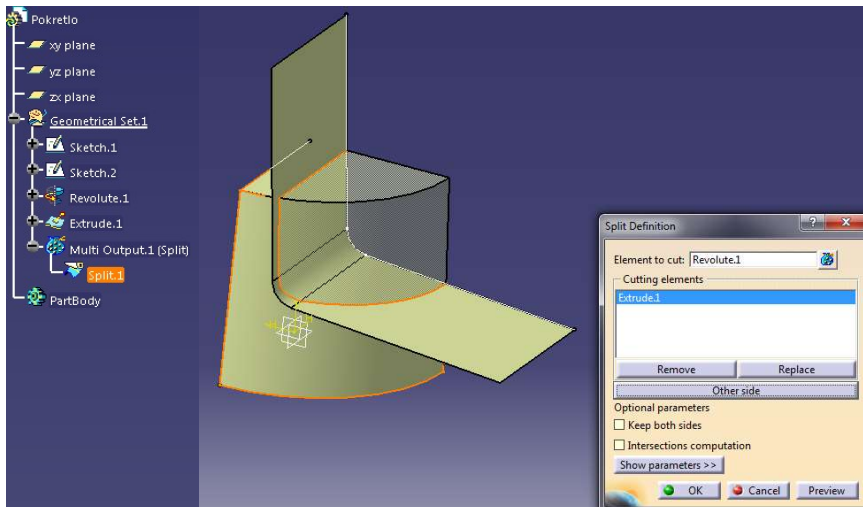 Pokretlo
xy plane
yz plane
zx plane
Geometrical Set.1
Sketch.1
Sketch.2
Revolute.1
Extrude.1
Multi Output.1 (Split)
Split.1
PartBody
Split Definition
Element to cut: Revolute.1
Cutting elements
Extrude.1
Remove Replace
Other side
Optional parameters
Keep both sides
Intersections computation
Show parameters >>
OK Cancel Preview